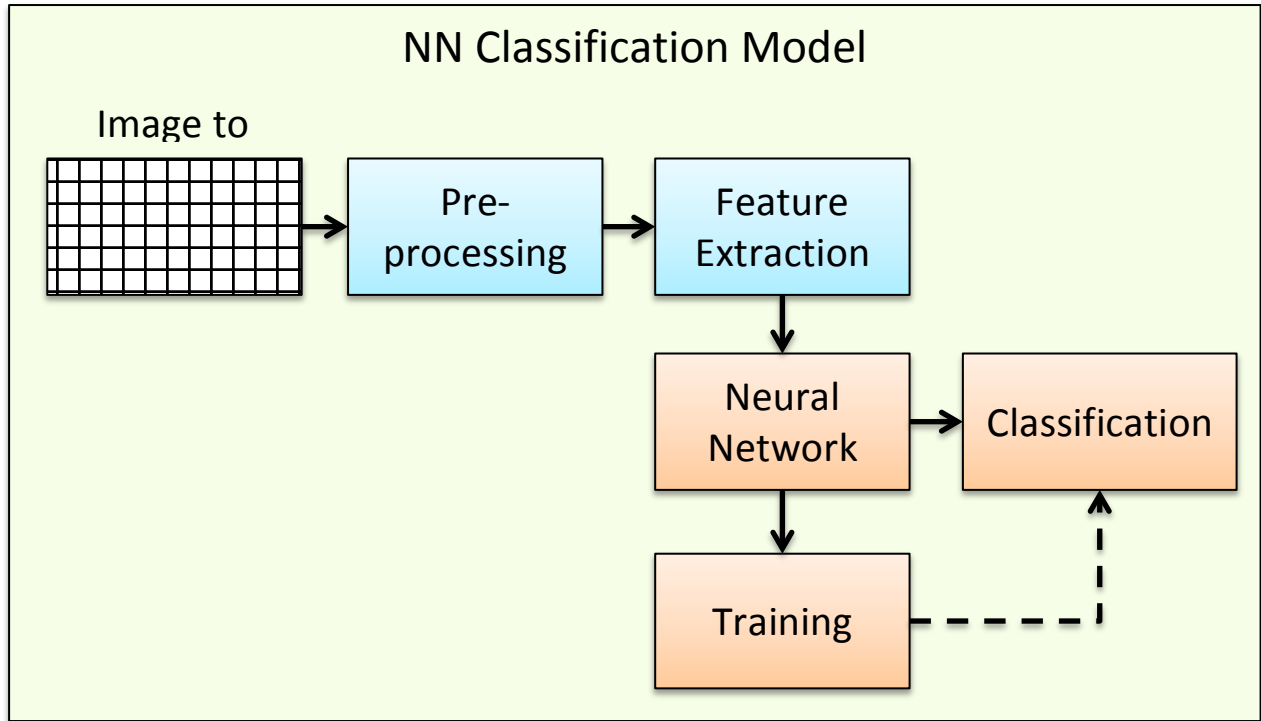 NN Classification Model
Image to
Pre-
processing
Feature
Extraction
Neural
Network
Classification
Training